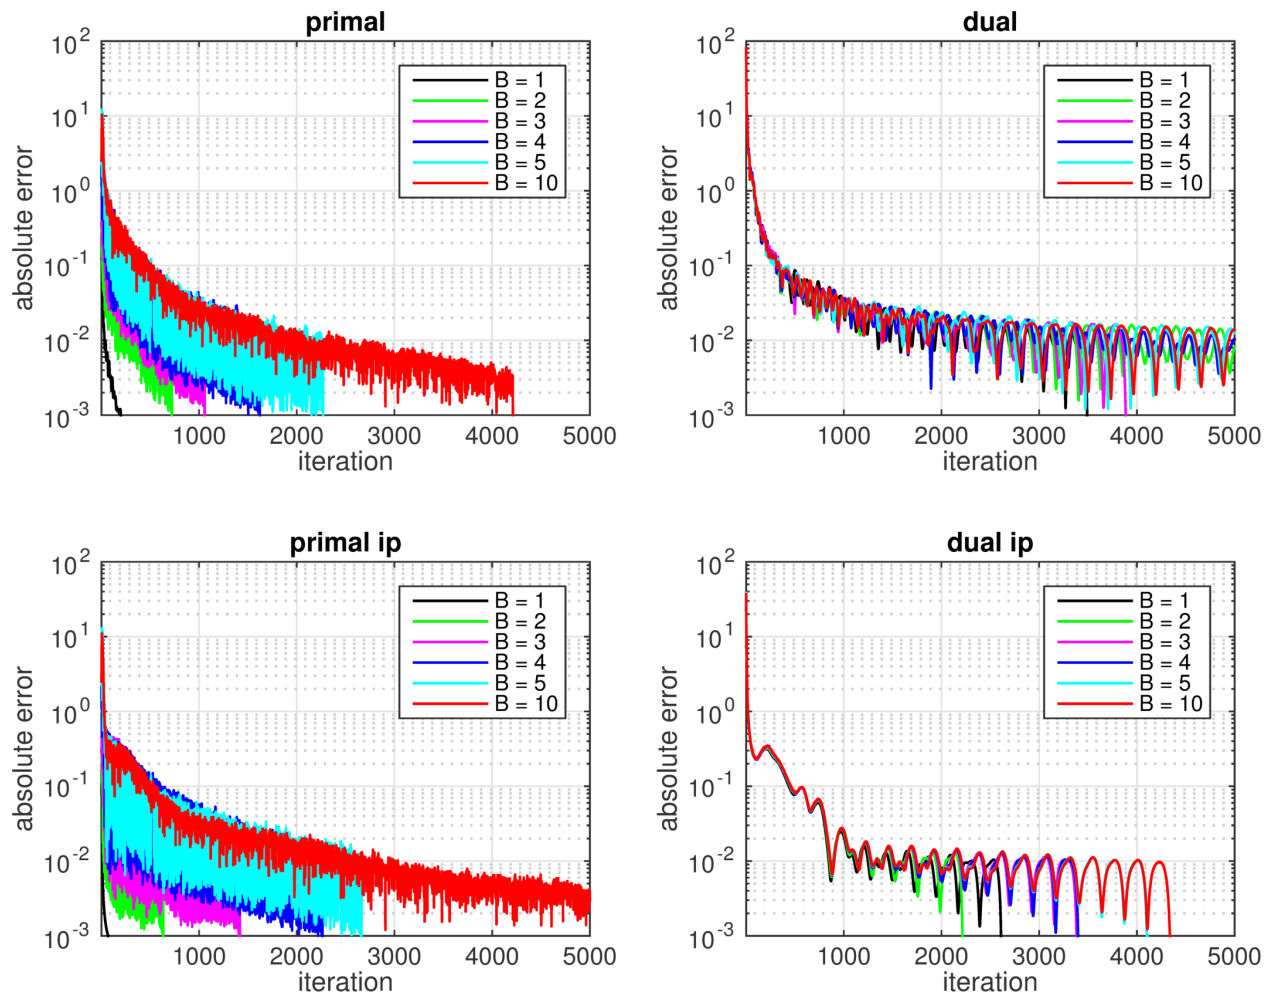 primal
10^2
10^1
10^0
10^-1
10^-2
10^-3
absolute error
B = 1
B = 2
B = 3
B = 4
B = 5
B = 10
1000 2000 3000 4000 5000
iteration
dual
10^2
10^1
10^0
10^-1
10^-2
10^-3
absolute error
B = 1
B = 2
B = 3
B = 4
B = 5
B = 10
1000 2000 3000 4000 5000
iteration
primal ip
10^2
10^1
10^0
10^-1
10^-2
10^-3
absolute error
B = 1
B = 2
B = 3
B = 4
B = 5
B = 10
1000 2000 3000 4000 5000
iteration
dual ip
10^2
10^1
10^0
10^-1
10^-2
10^-3
absolute error
B = 1
B = 2
B = 3
B = 4
B = 5
B = 10
1000 2000 3000 4000 5000
iteration